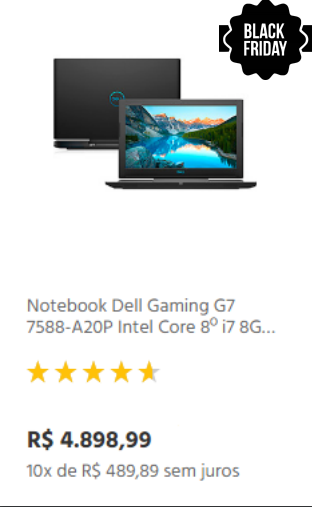 BLACK
FRIDAY
Notebook Dell Gaming G7
7588-A20P Intel Core 8º i7 8G...
R$ 4.898,99
10x de R$ 489,89 sem juros